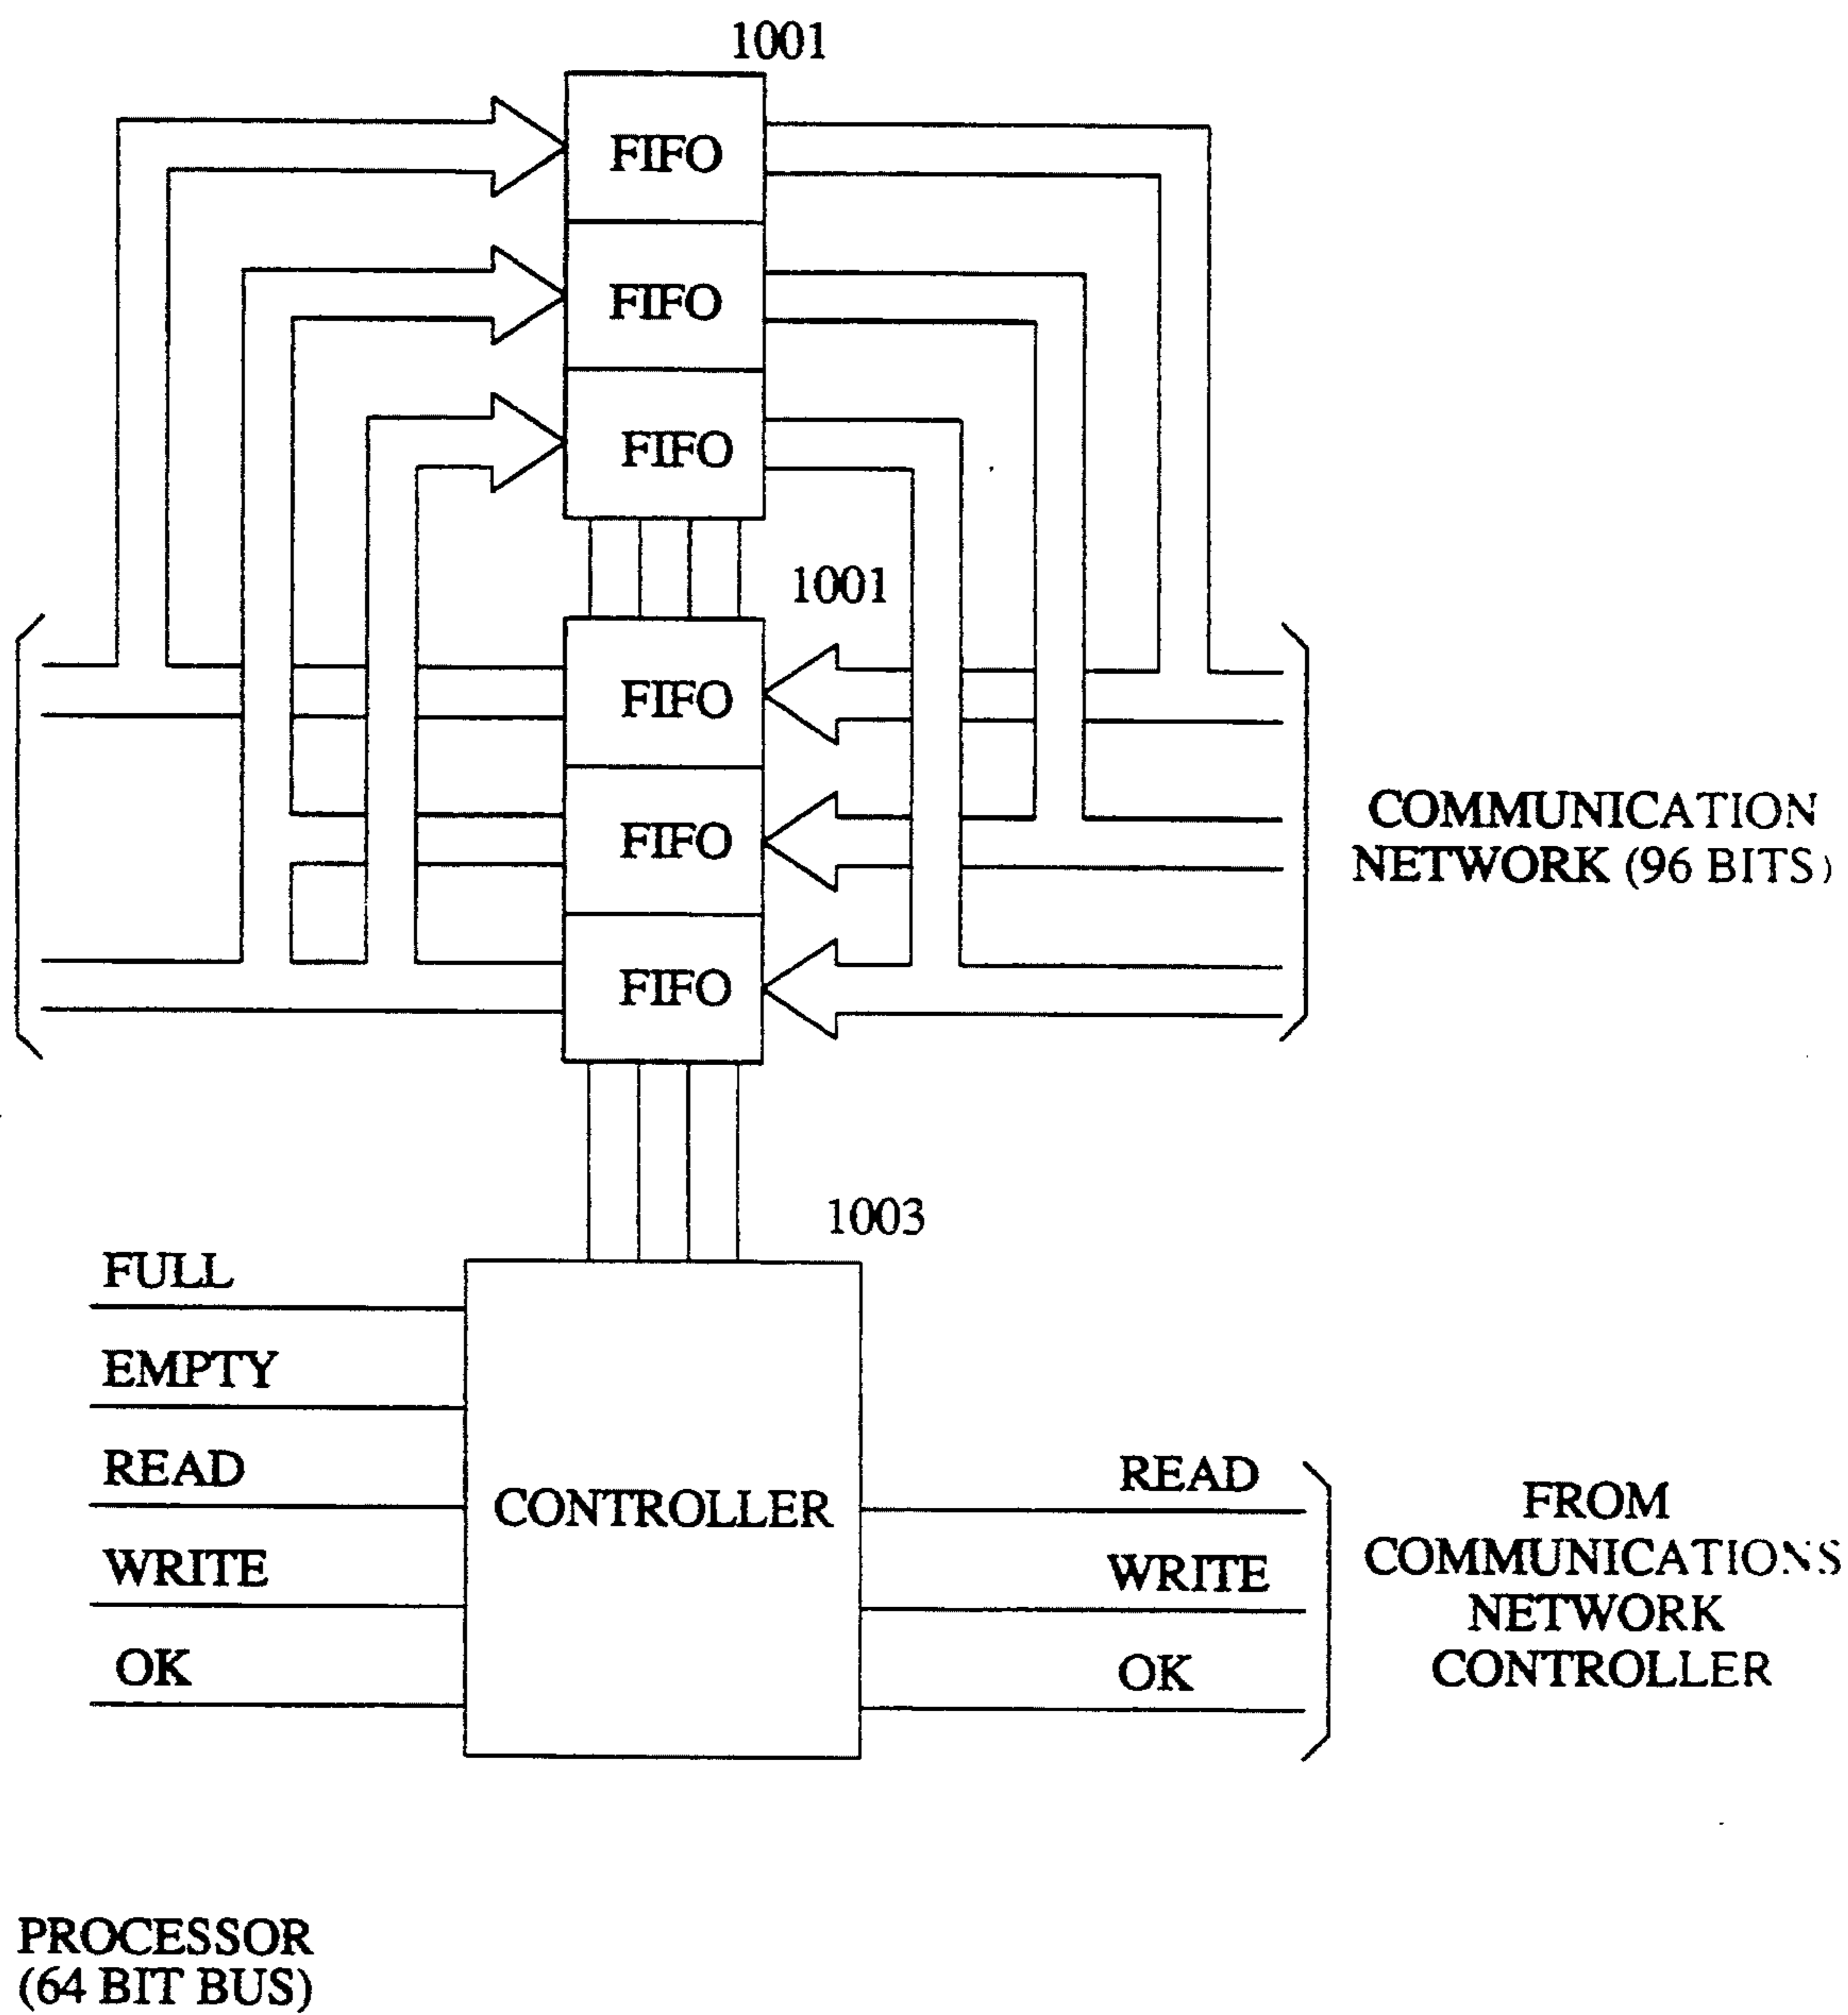 1001
FIFO
FIFO
FIFO
1001
FIFO
FIFO
FIFO
COMMUNICATION
NETWORK (96 BITS)
1003
FULL
EMPTY
READ
WRITE
OK
CONTROLLER
READ
WRITE
OK
FROM
COMMUNICATIONS
NETWORK
CONTROLLER
PROCESSOR
(64 BIT BUS)